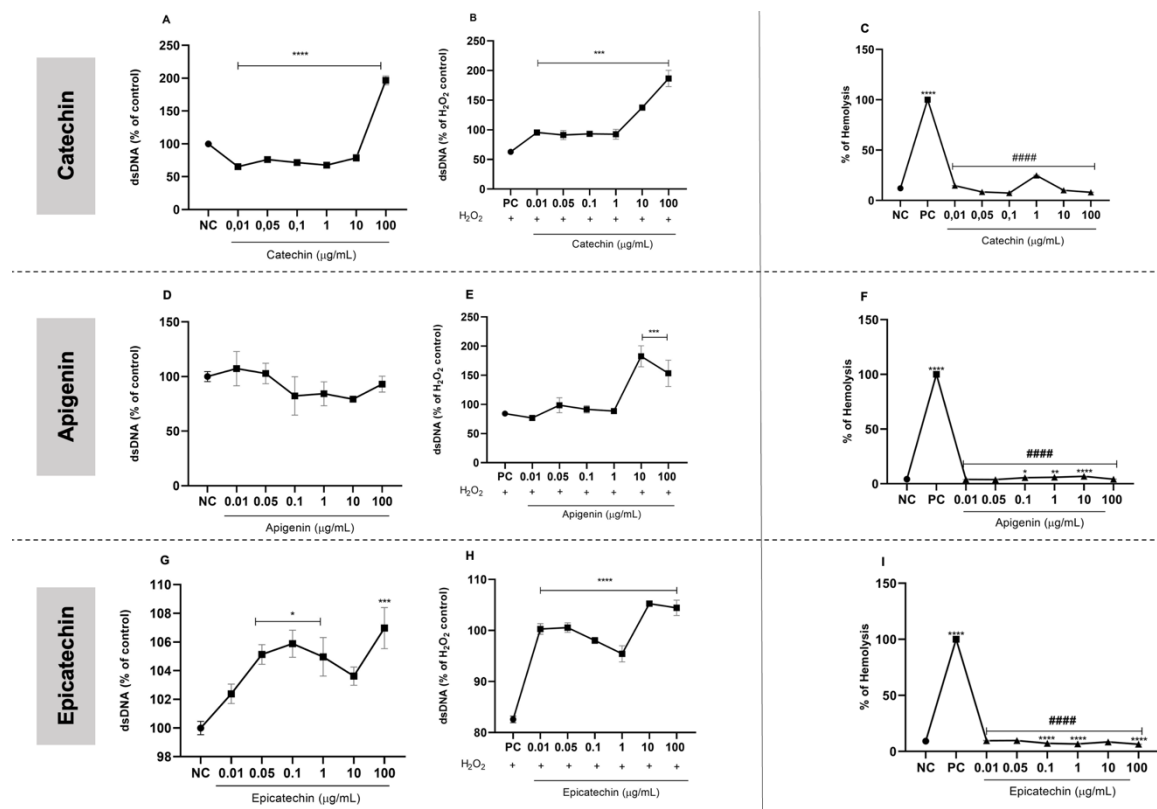 Catechin
A
****
dsDNA (% of control)
250
200
150
100
50
0
NC 0,01 0,05 0,1 1 10 100
Catechin (μg/mL)
B
***
dsDNA (% of H₂O₂ control)
250
200
150
100
50
0
PC 0.01 0.05 0.1 1 10 100
H₂O₂ + + + + + + +
Catechin (μg/mL)
C
% of Hemolysis
150
100
50
0
****
####
NC PC 0,01 0,05 0,1 1 10 100
Catechin (μg/mL)
Apigenin
D
dsDNA (% of control)
150
100
50
0
NC 0.01 0.05 0.1 1 10 100
Apigenin (μg/mL)
E
***
dsDNA (% of H₂O₂ control)
250
200
150
100
50
0
PC 0.01 0.05 0.1 1 10 100
H₂O₂ + + + + + + +
Apigenin (μg/mL)
F
% of Hemolysis
150
100
50
0
****
####
* ** ****
NC PC 0.01 0.05 0.1 1 10 100
Apigenin (μg/mL)
Epicatechin
G
* ***
dsDNA (% of control)
110
108
106
104
102
100
98
NC 0.01 0.05 0.1 1 10 100
Epicatechin (μg/mL)
H
****
dsDNA (% of H₂O₂ control)
110
100
90
80
PC 0.01 0.05 0.1 1 10 100
H₂O₂ + + + + + + +
Epicatechin (μg/mL)
I
% of Hemolysis
150
100
50
0
****
####
**** **** ****
NC PC 0.01 0.05 0.1 1 10 100
Epicatechin (μg/mL)